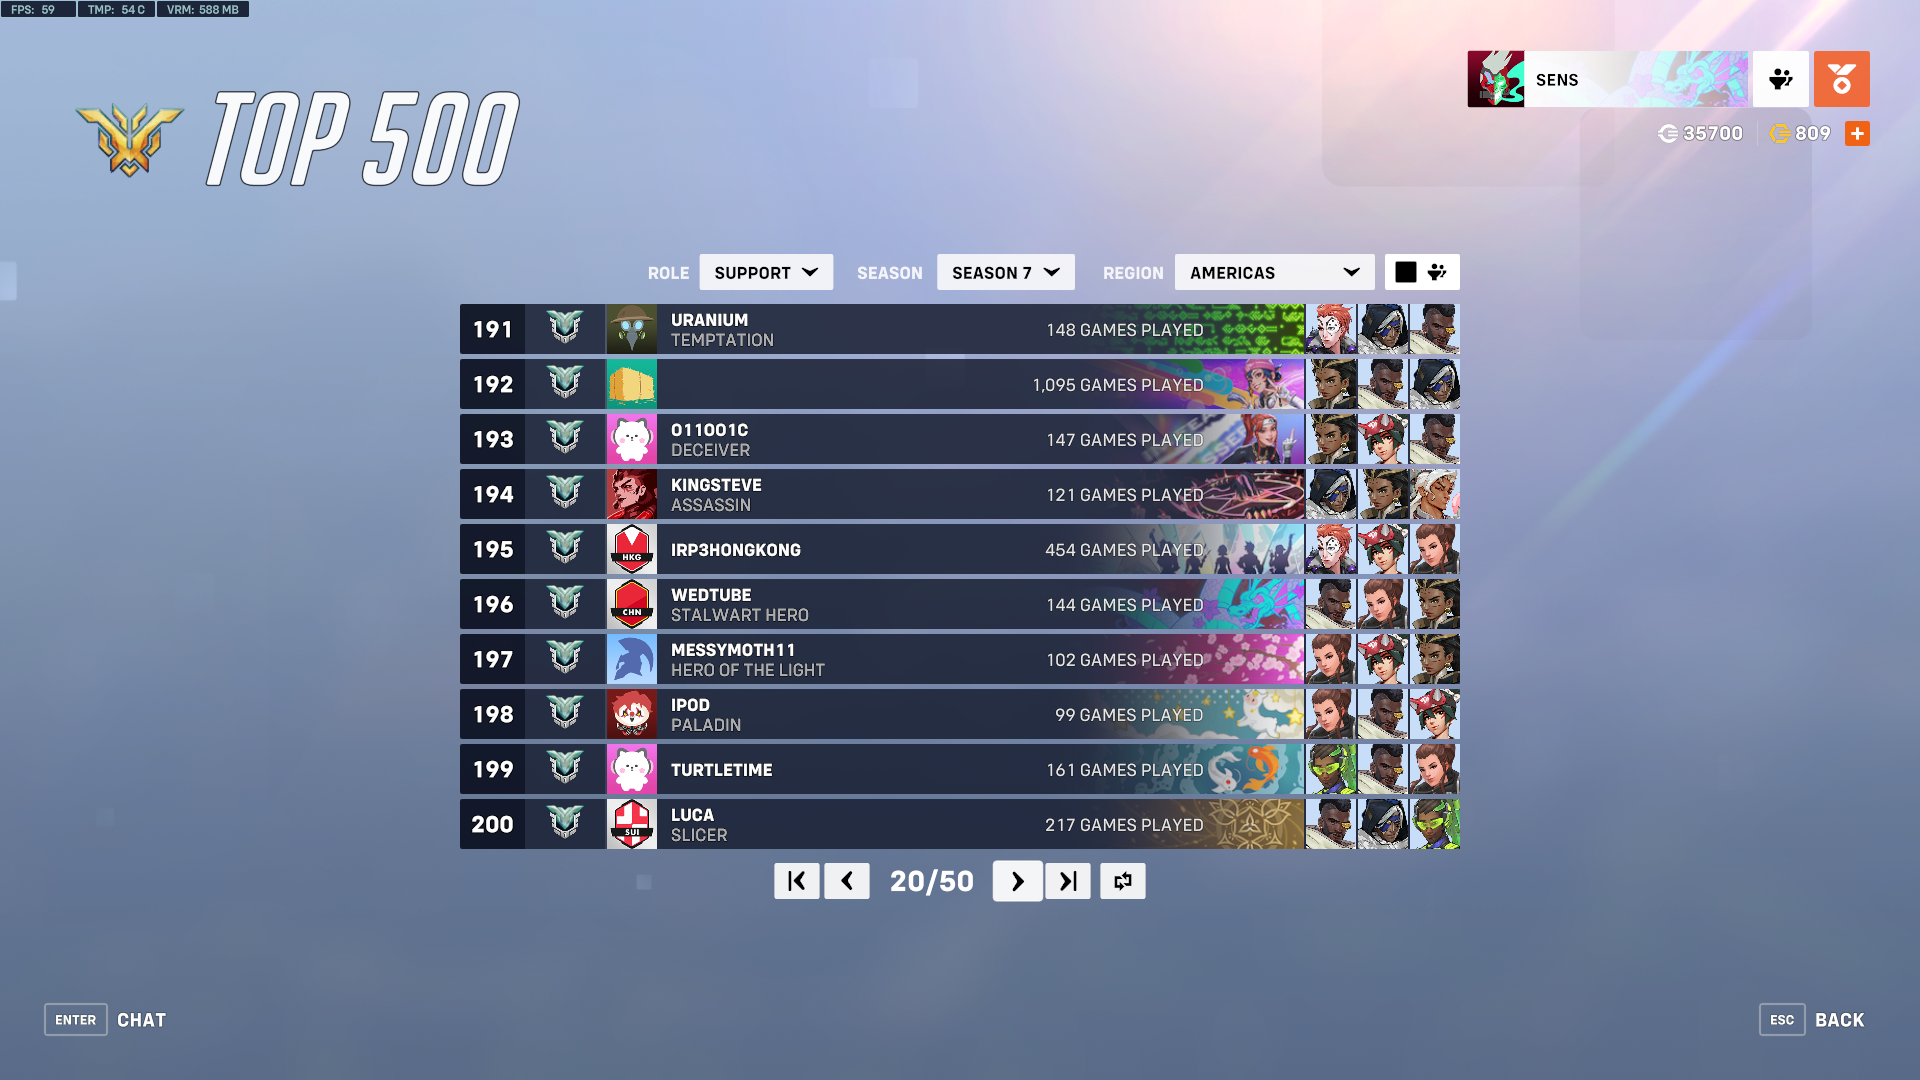 FPS: 59 TMP: 54 C VRM: 588 MB
TOP 500
SENS
35700 809
ROLE SUPPORT SEASON SEASON 7 REGION AMERICAS
191 URANIUM
TEMPTATION
148 GAMES PLAYED
192 1,095 GAMES PLAYED
193 011001C
DECEIVER
147 GAMES PLAYED
194 KINGSTEVE
ASSASSIN
121 GAMES PLAYED
195 HKG IRP3HONGKONG 454 GAMES PLAYED
196 CHN WEDTUBE
STALWART HERO
144 GAMES PLAYED
197 MESSYMOTH11
HERO OF THE LIGHT
102 GAMES PLAYED
198 IPOD
PALADIN
99 GAMES PLAYED
199 TURTLETIME 161 GAMES PLAYED
200 SUI LUCA
SLICER
217 GAMES PLAYED
20/50
ENTER CHAT
ESC BACK